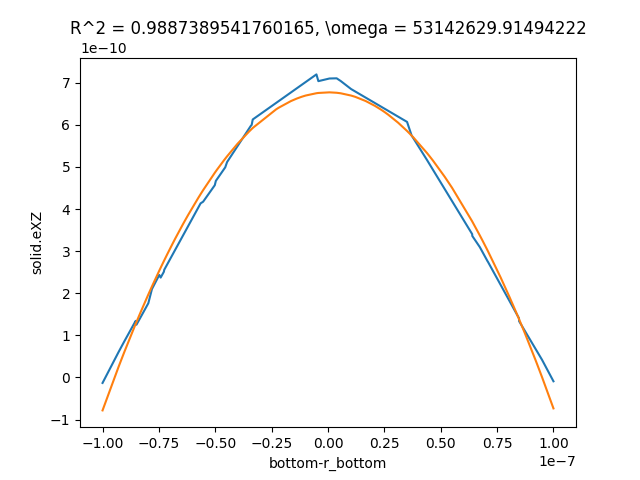 R^2 = 0.9887389541760165, \omega = 53142629.91494222
1e−10
7
6
5
4
3
2
1
0
−1
solid.eXZ
−1.00 −0.75 −0.50 −0.25 0.00 0.25 0.50 0.75 1.00
bottom-r_bottom
1e−7